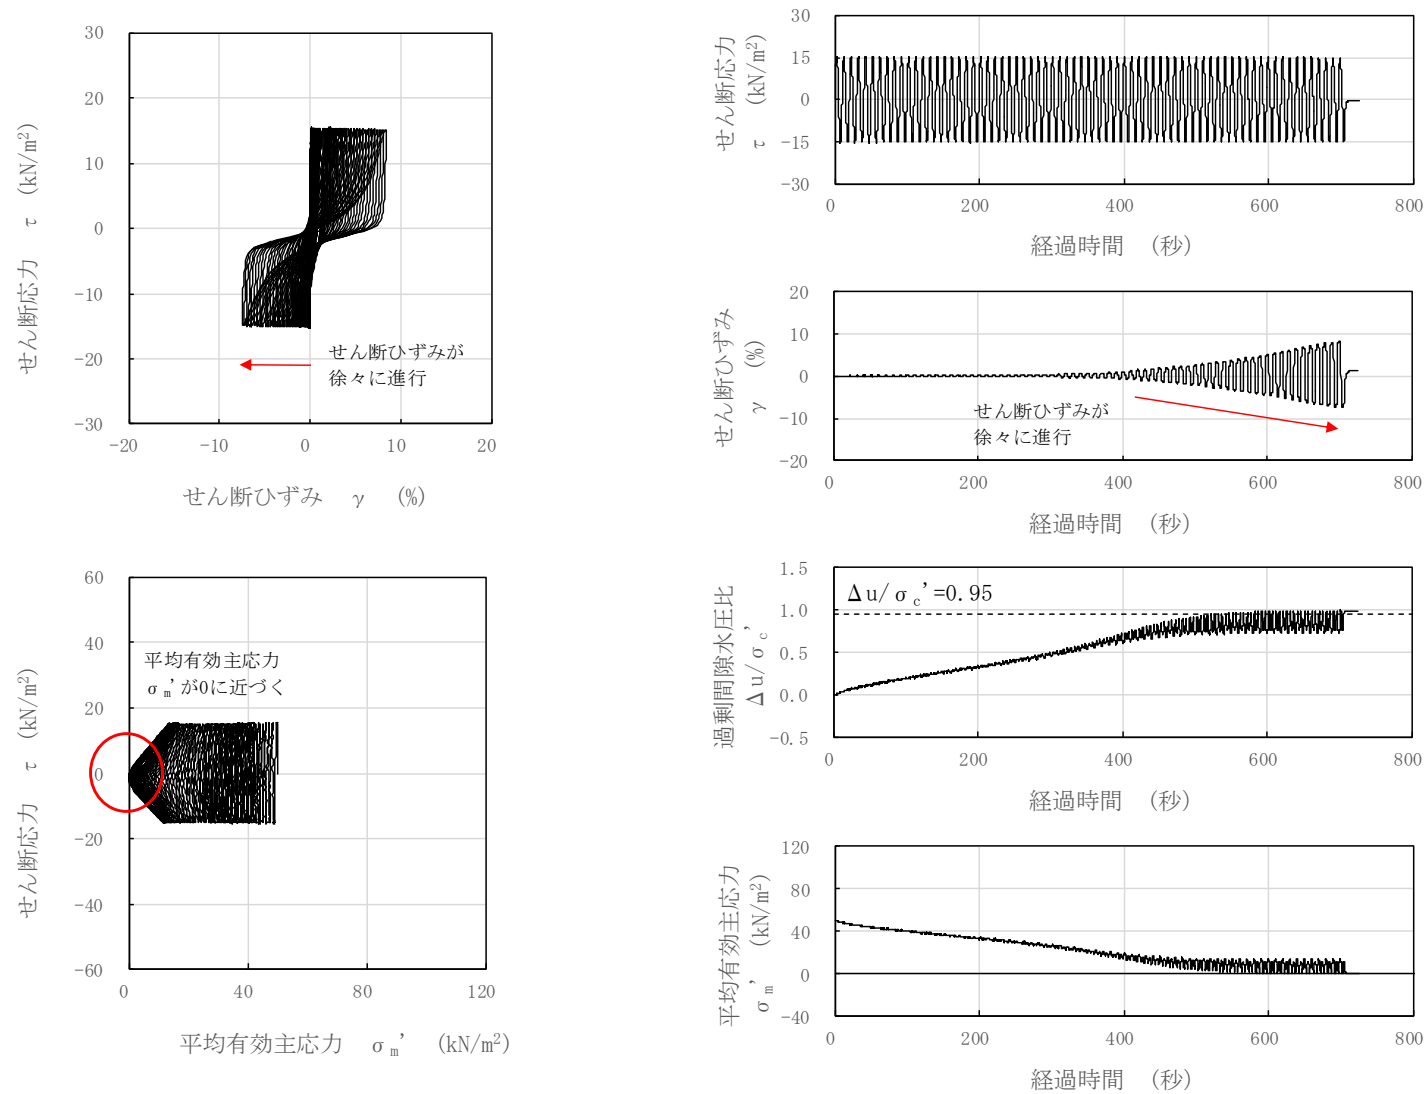 30
20
10
0
-10
-20
-30
-20
-10
0
10
20
せん断応力 τ (kN/m²)
せん断ひずみ γ (%)
せん断ひずみが
徐々に進行
60
40
20
0
-20
-40
-60
0
40
80
120
せん断応力 τ (kN/m²)
平均有効主応力 σm' (kN/m²)
平均有効主応力
σm'が0に近づく
30
15
0
-15
-30
0
200
400
600
800
せん断応力
τ (kN/m²)
経過時間 (秒)
20
10
0
-10
-20
0
200
400
600
800
せん断ひずみ
γ (%)
経過時間 (秒)
せん断ひずみが
徐々に進行
1.5
1.0
0.5
0.0
-0.5
0
200
400
600
800
過剰間隙水圧比
Δu/σc'
経過時間 (秒)
Δu/σc'=0.95
120
80
40
0
-40
0
200
400
600
800
平均有効主応力
σm' (kN/m²)
経過時間 (秒)